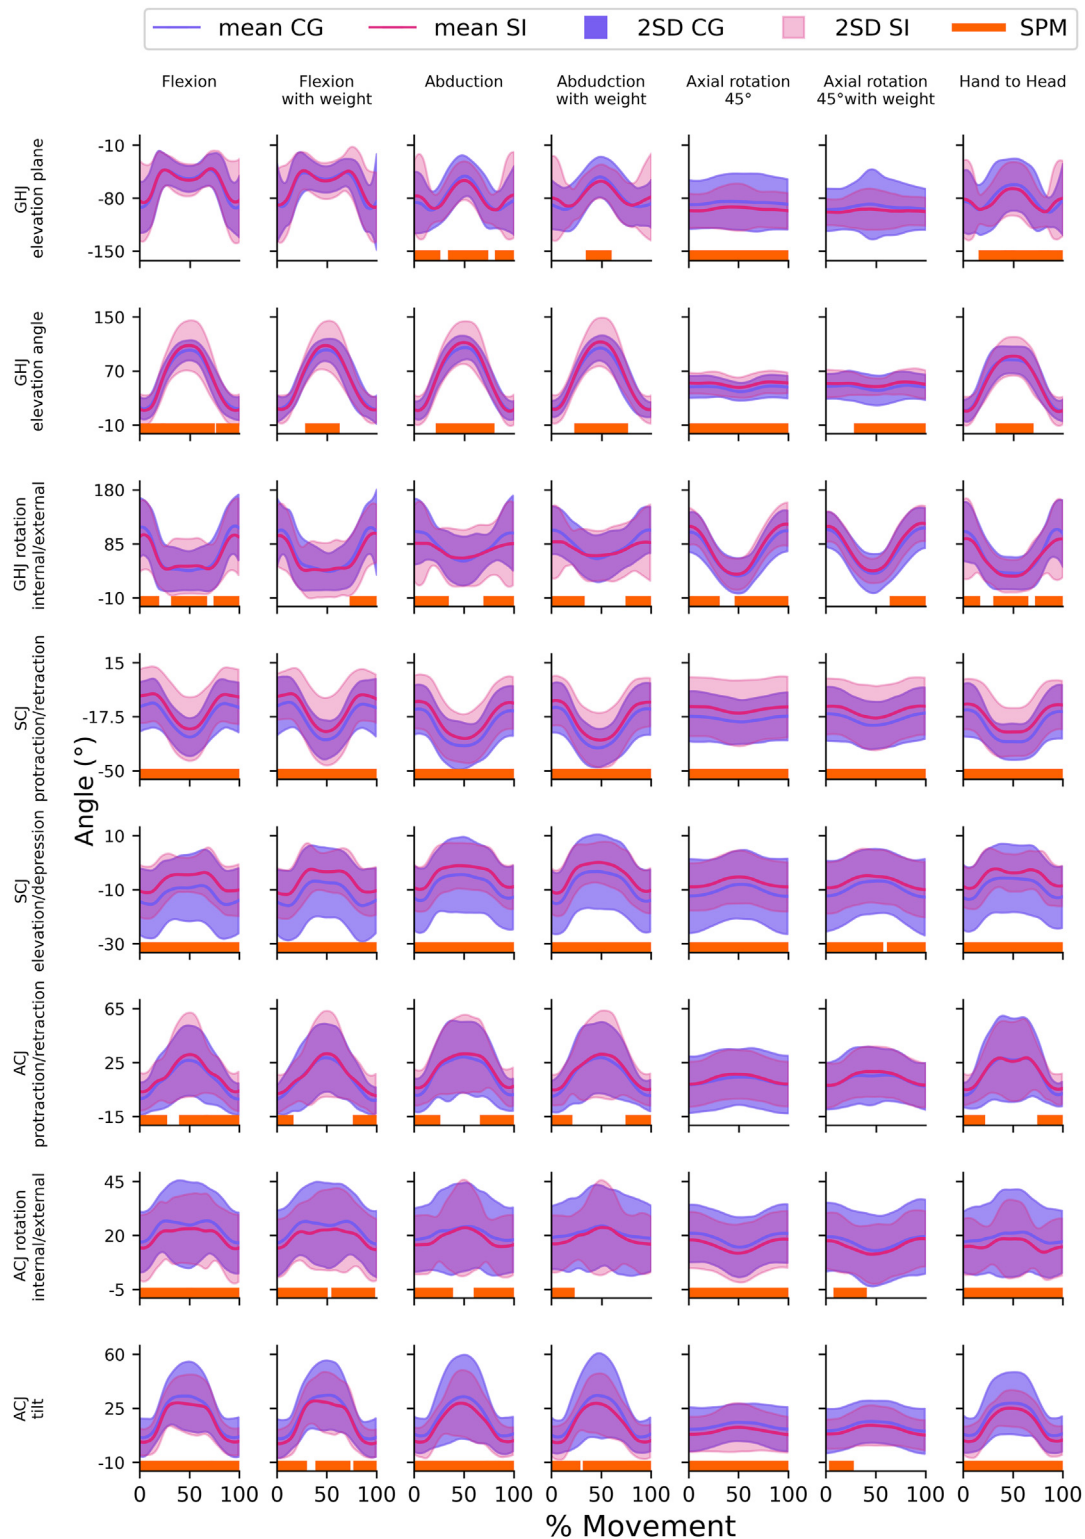 mean CG mean SI 2SD CG 2SD SI SPM
Flexion
Flexion
with weight
Abduction
Abdudction
with weight
Axial rotation
45°
Axial rotation
45°with weight
Hand to Head
GHJ
elevation plane
-10
-80
-150
GHJ
elevation angle
150
70
-10
GHJ rotation
internal/external
180
85
-10
SCJ
protraction/retraction
15
-17.5
-50
Angle (°)
SCJ
elevation/depression
10
-10
-30
ACJ
protraction/retraction
65
25
-15
ACJ rotation
internal/external
45
20
-5
ACJ
tilt
60
25
-10
0 50 100 0 50 100 0 50 100 0 50 100 0 50 100 0 50 100 0 50 100
% Movement